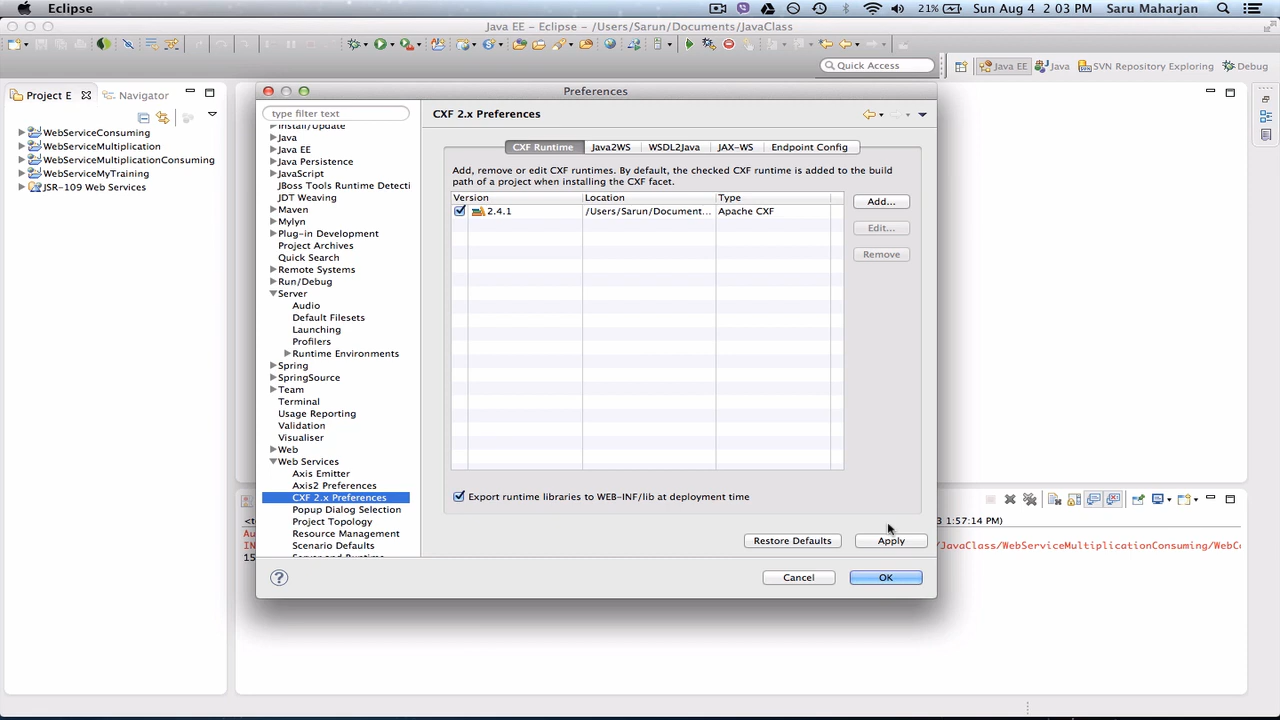 Eclipse 21% Sun Aug 4 2:03 PM Saru Maharjan
Java EE - Eclipse - /Users/Sarun/Documents/JavaClass
Quick Access
Java EE Java SVN Repository Exploring Debug
Project E Navigator
WebServiceConsuming
WebServiceMultiplication
WebServiceMultiplicationConsuming
WebServiceMyTraining
JSR-109 Web Services
Preferences
type filter text
Install/Update
Java
Java EE
Java Persistence
JavaScript
JBoss Tools Runtime Detecti
JDT Weaving
Maven
Mylyn
Plug-in Development
Project Archives
Quick Search
Remote Systems
Run/Debug
Server
Audio
Default Filesets
Launching
Profilers
Runtime Environments
Spring
SpringSource
Team
Terminal
Usage Reporting
Validation
Visualiser
Web
Web Services
Axis Emitter
Axis2 Preferences
CXF 2.x Preferences
Popup Dialog Selection
Project Topology
Resource Management
Scenario Defaults
CXF 2.x Preferences
CXF Runtime Java2WS WSDL2Java JAX-WS Endpoint Config
Add, remove or edit CXF runtimes. By default, the checked CXF runtime is added to the build
path of a project when installing the CXF facet.
Version Location Type
2.4.1 /Users/Sarun/Document... Apache CXF
Add...
Edit...
Remove
Export runtime libraries to WEB-INF/lib at deployment time
Restore Defaults Apply
Cancel OK
<t 3 1:57:14 PM)
Au
IN /JavaClass/WebServiceMultiplicationConsuming/WebC
15